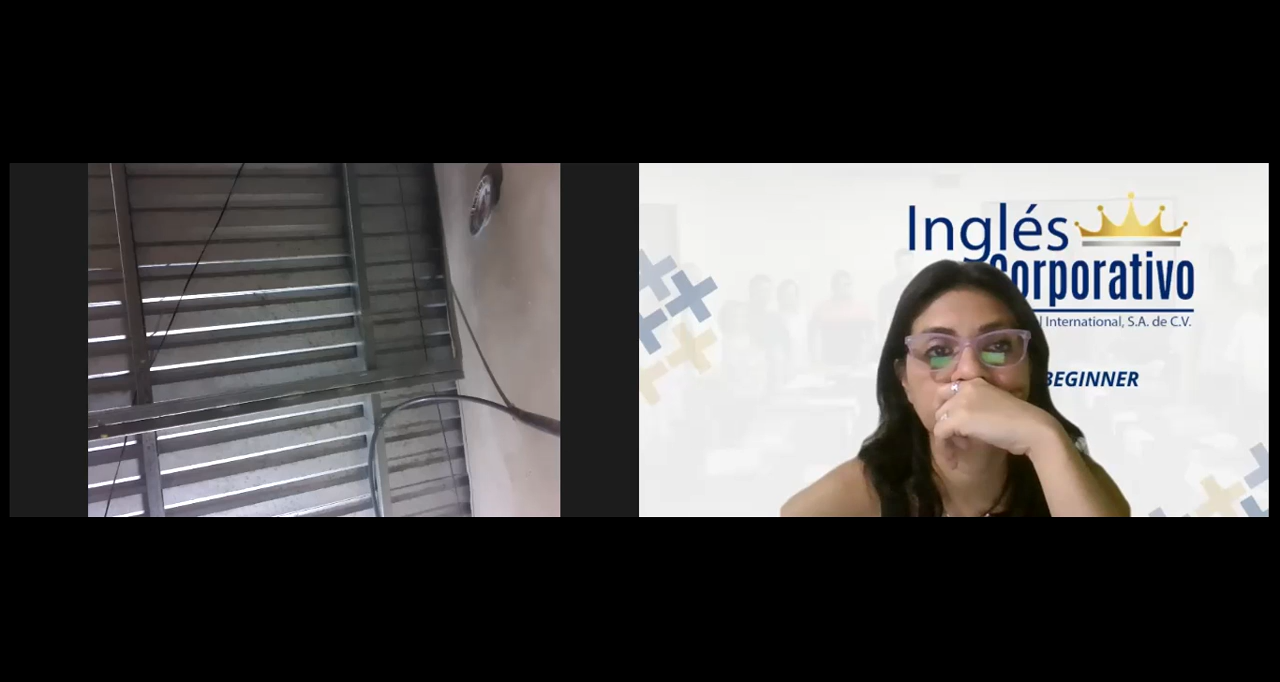 Inglés
Corporativo
International, S.A. de C.V.
BEGINNER